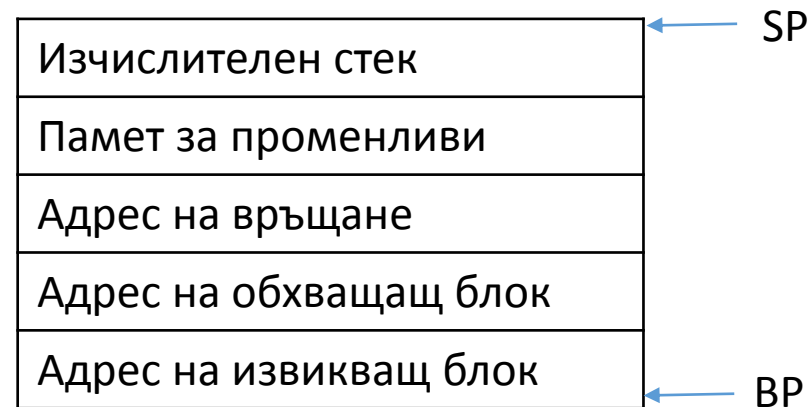 SP
Изчислителен стек
Памет за променливи
Адрес на връщане
Адрес на обхващащ блок
Адрес на извикващ блок
BP